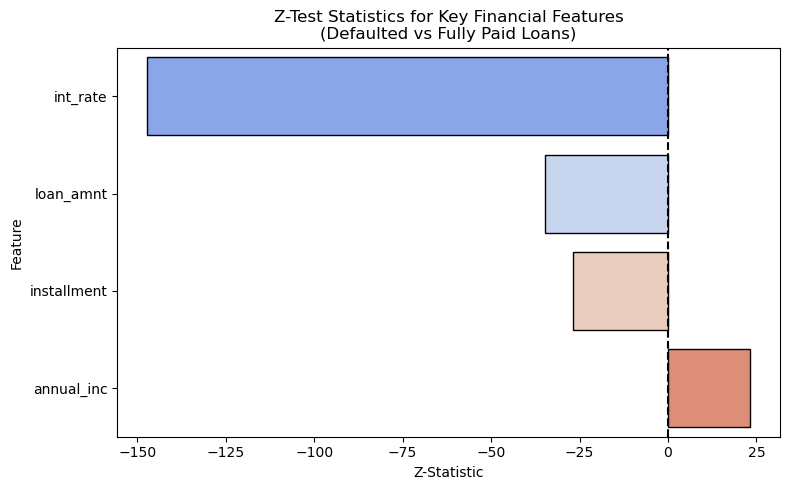 Z-Test Statistics for Key Financial Features
(Defaulted vs Fully Paid Loans)
int_rate
loan_amnt
installment
annual_inc
Feature
−150
−125
−100
−75
−50
−25
0
25
Z-Statistic